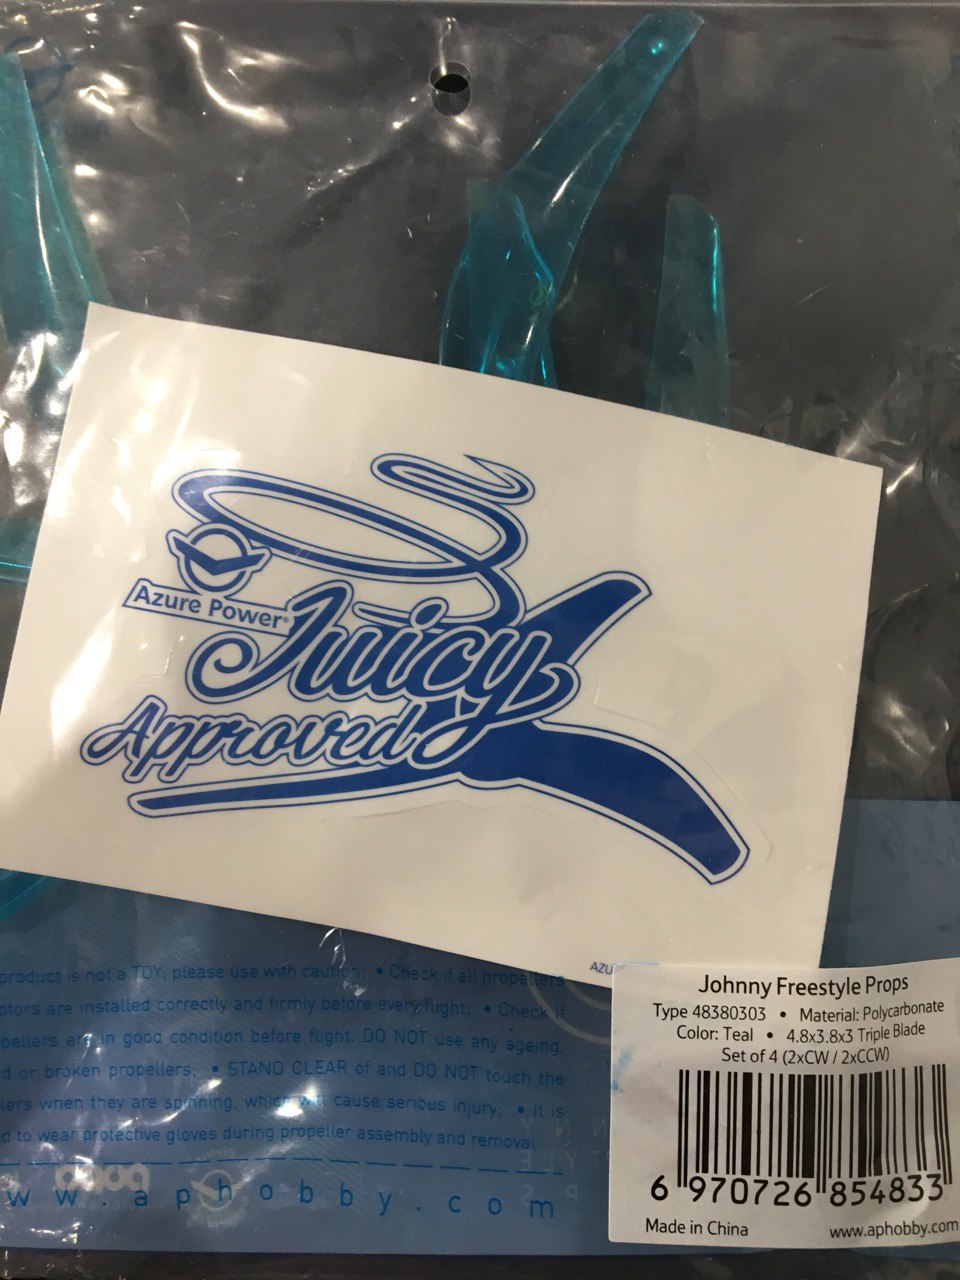 Azure Power®
Juicy
Approved
AZU
product is not a TOY, please use with caution; • Check if all propellers
are installed correctly and firmly before every flight; • Check if
in good condition before flight. DO NOT use any ageing,
or broken propellers; • STAND CLEAR of and DO NOT touch the
when they are spinning, which will cause serious injury; • It is
to wear protective gloves during propeller assembly and removal.
ww.aphobby.com
Johnny Freestyle Props
Type 48380303 • Material: Polycarbonate
Color: Teal • 4.8x3.8x3 Triple Blade
Set of 4 (2xCW / 2xCCW)
6 970726 854833
Made in China www.aphobby.com